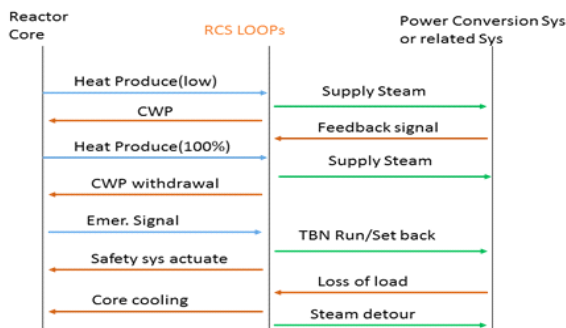 Reactor
Core
RCS LOOPs
Power Conversion Sys
or related Sys
Heat Produce(low)
Supply Steam
CWP
Feedback signal
Heat Produce(100%)
Supply Steam
CWP withdrawal
Emer. Signal
TBN Run/Set back
Safety sys actuate
Loss of load
Core cooling
Steam detour